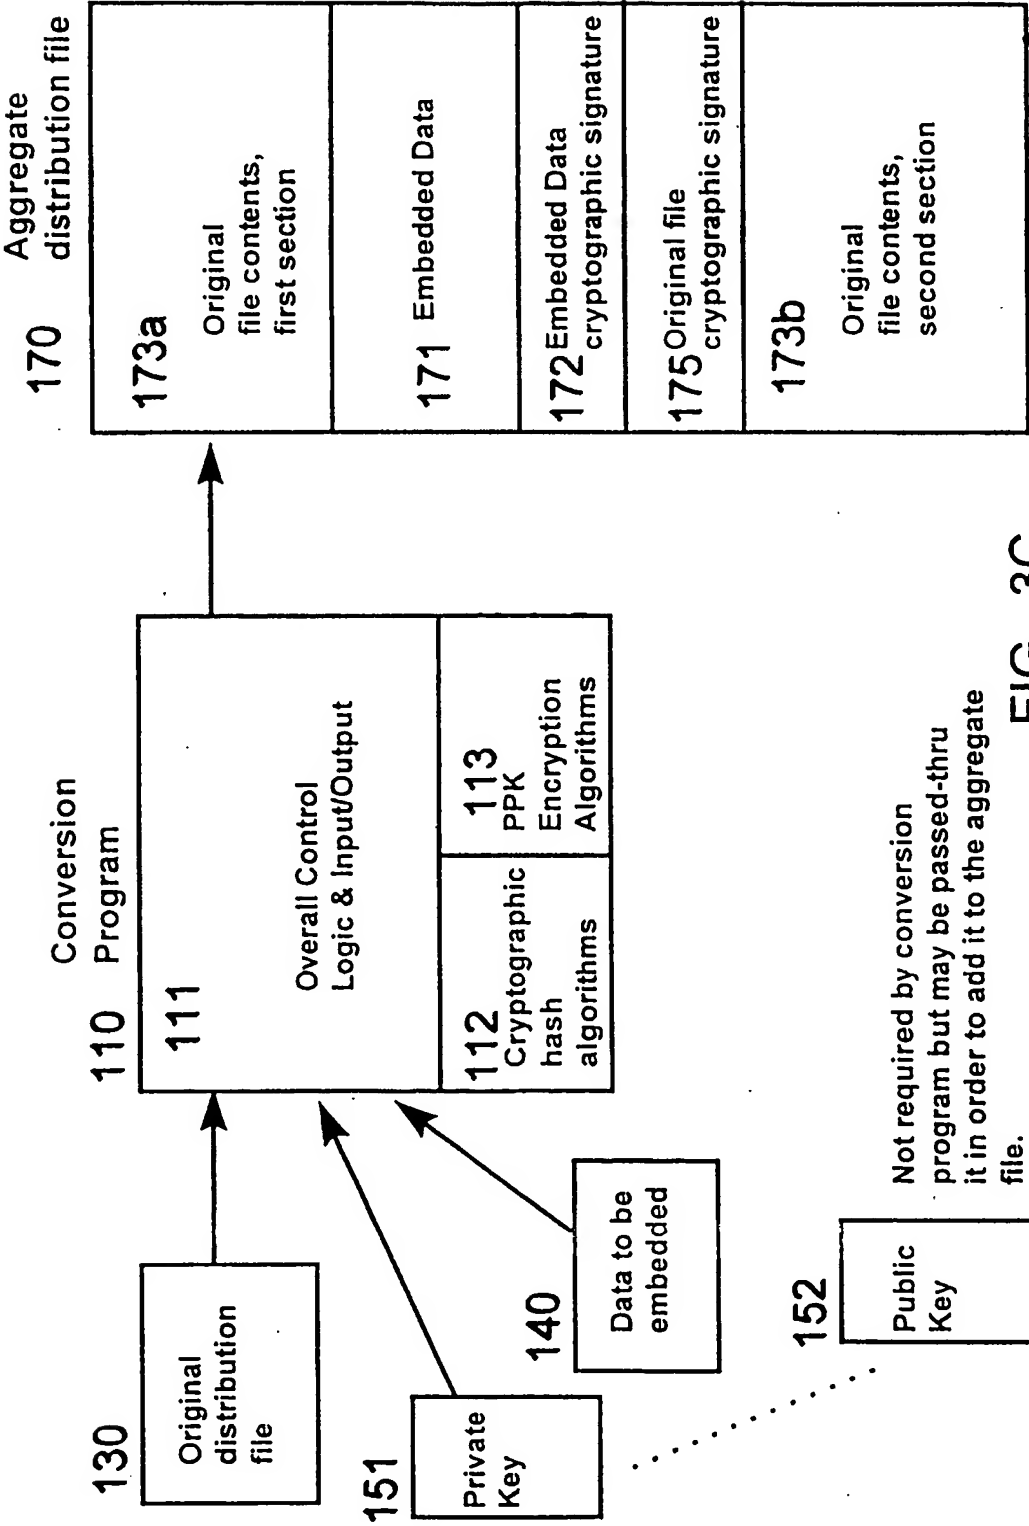 130
Original
distribution
file
151
Private
Key
140
Data to be
embedded
152
Public
Key
Not required by conversion
program but may be passed-thru
it in order to add it to the aggregate
file.
Conversion
110 Program
111
Overall Control
Logic & Input/Output
112
Cryptographic
hash
algorithms
113
PPK
Encryption
Algorithms
Aggregate
170 distribution file
173a
Original
file contents,
first section
171 Embedded Data
172 Embedded Data
cryptographic signature
175 Original file
cryptographic signature
173b
Original
file contents,
second section
FIG. 3C